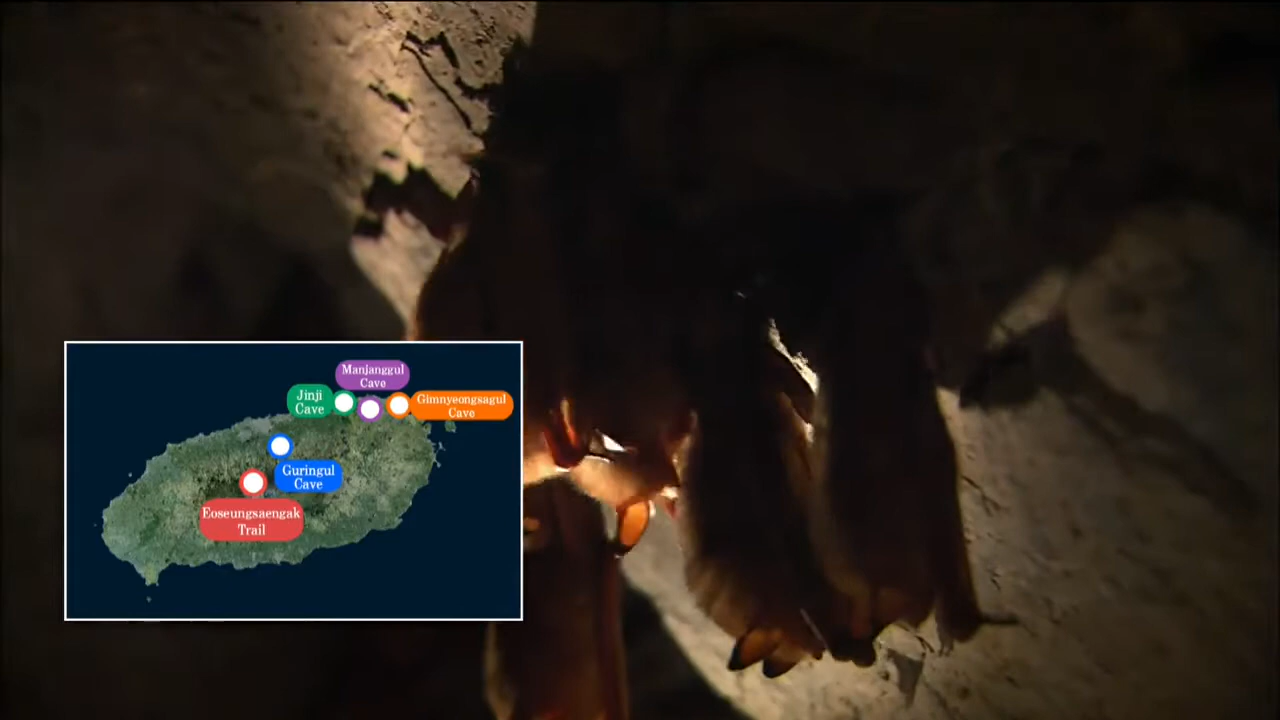 Manjanggul
Cave
Jinji
Cave
Gimnyeongsagul
Cave
Guringul
Cave
Eoseungsaengak
Trail